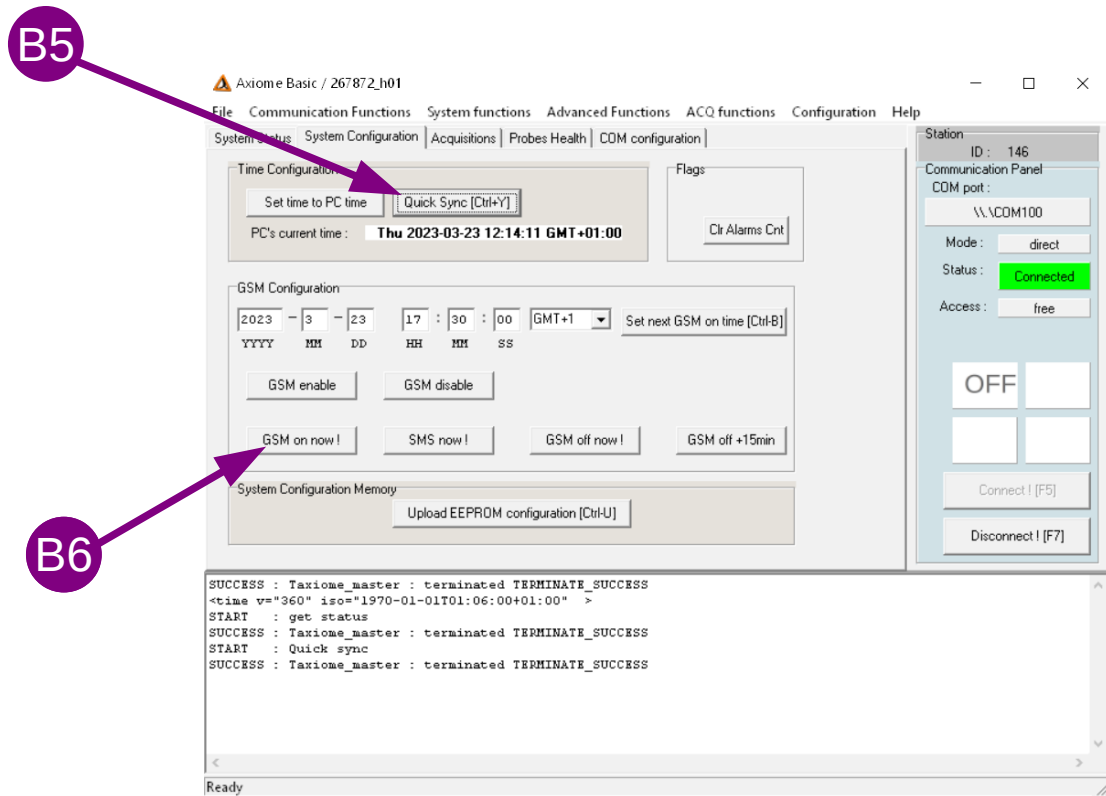 B5
Axiome Basic / 267872_h01
File Communication Functions System functions Advanced Functions ACQ functions Configuration Help
System Status System Configuration Acquisitions Probes Health COM configuration
Time Configuration
Set time to PC time Quick Sync [Ctrl+Y]
PC's current time : Thu 2023-03-23 12:14:11 GMT+01:00
Flags
Clr Alarms Cnt
GSM Configuration
2023 - 3 - 23 17 : 30 : 00 GMT+1 Set next GSM on time [Ctrl-B]
YYYY MM DD HH MM SS
GSM enable GSM disable
GSM on now ! SMS now ! GSM off now ! GSM off +15min
System Configuration Memory
Upload EEPROM configuration [Ctrl-U]
B6
Station
ID : 146
Communication Panel
COM port :
\\.\COM100
Mode : direct
Status : Connected
Access : free
OFF
Connect ! [F5]
Disconnect ! [F7]
SUCCESS : Taxiome_master : terminated TERMINATE_SUCCESS
<time v="360" iso="1970-01-01T01:06:00+01:00" >
START : get status
SUCCESS : Taxiome_master : terminated TERMINATE_SUCCESS
START : Quick sync
SUCCESS : Taxiome_master : terminated TERMINATE_SUCCESS
Ready